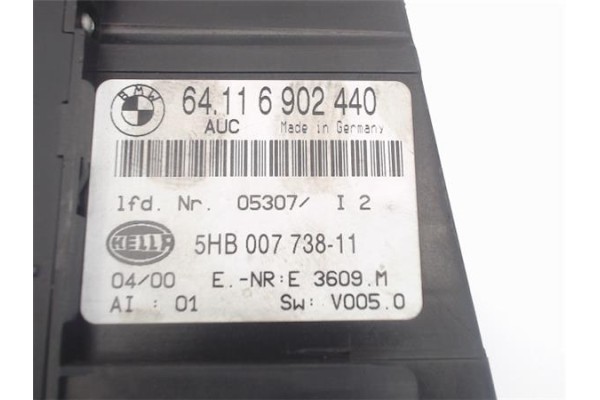 BMW
64.11 6 902 440
AUC Made in Germany
lfd. Nr. 05307/ I 2
HELLA 5HB 007 738-11
04/00 E.-NR:E 3609.M
AI : 01 Sw: V005.0